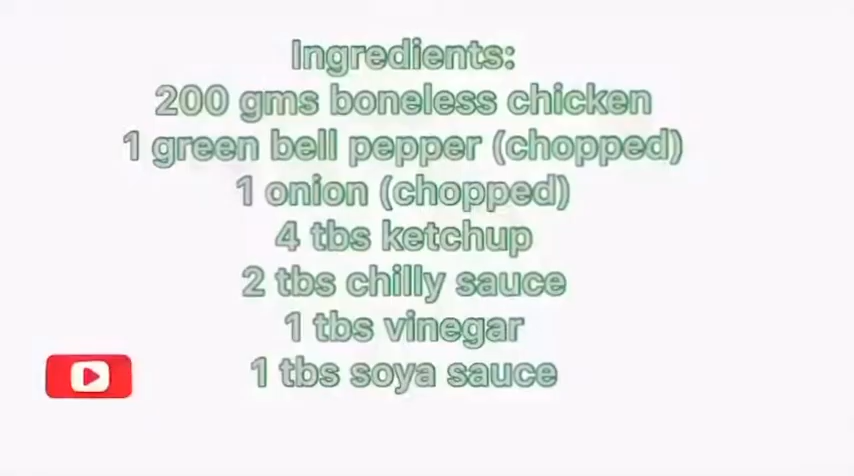 Ingredients:
200 gms boneless chicken
1 green bell pepper (chopped)
1 onion (chopped)
4 tbs ketchup
2 tbs chilly sauce
1 tbs vinegar
1 tbs soya sauce